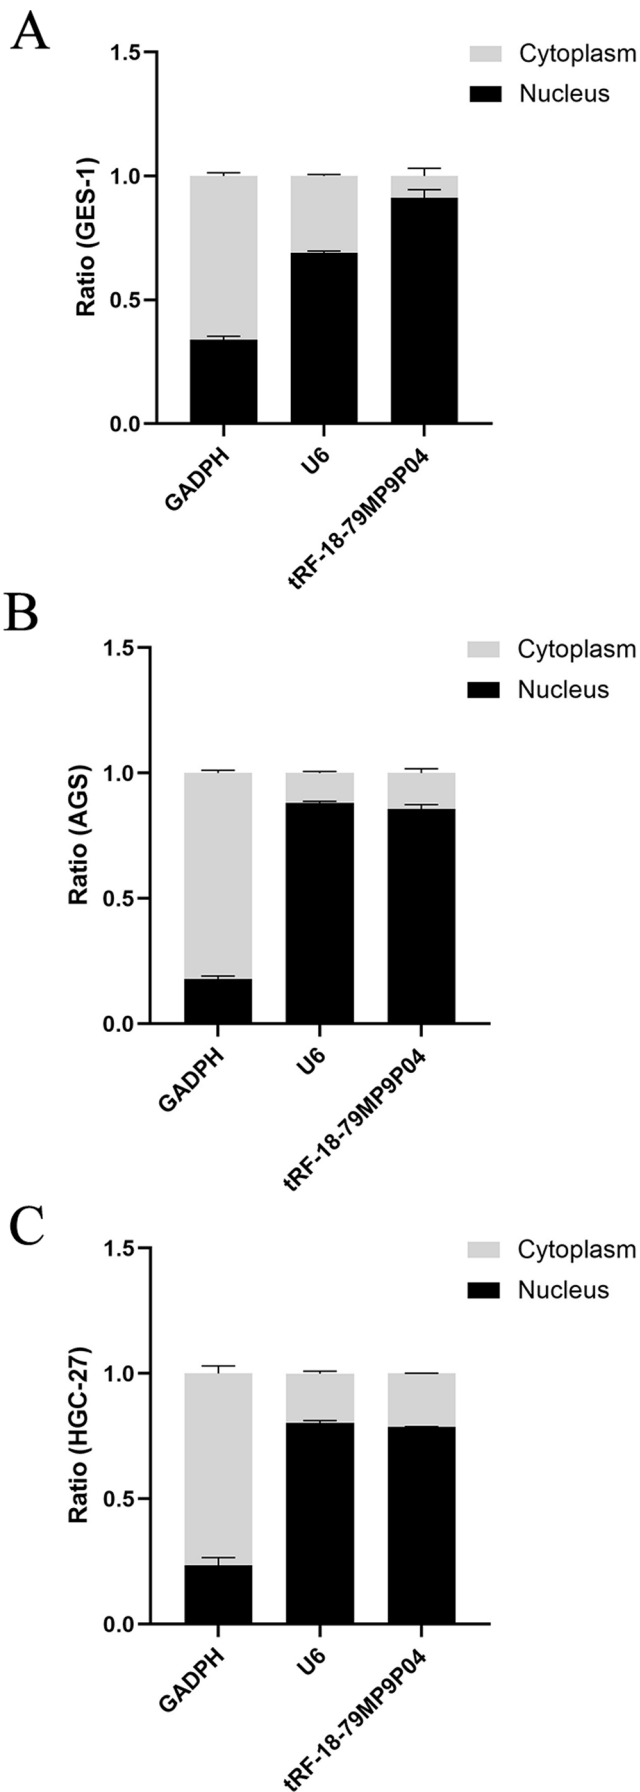 A
1.5
1.0
0.5
0.0
Ratio (GES-1)
Cytoplasm
Nucleus
GADPH
U6
tRF-18-79MP9P04
B
1.5
1.0
0.5
0.0
Ratio (AGS)
Cytoplasm
Nucleus
GADPH
U6
tRF-18-79MP9P04
C
1.5
1.0
0.5
0.0
Ratio (HGC-27)
Cytoplasm
Nucleus
GADPH
U6
tRF-18-79MP9P04